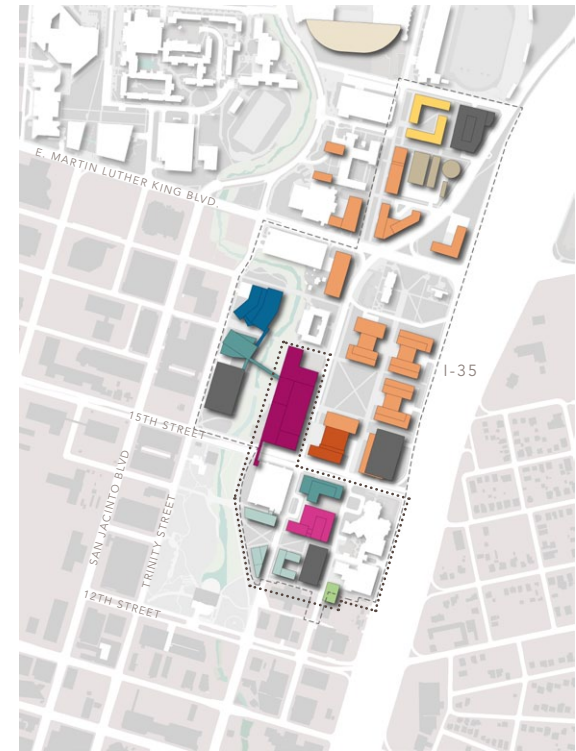 E. MARTIN LUTHER KING BLVD
I-35
15TH STREET
SAN JACINTO BLVD
TRINITY STREET
12TH STREET